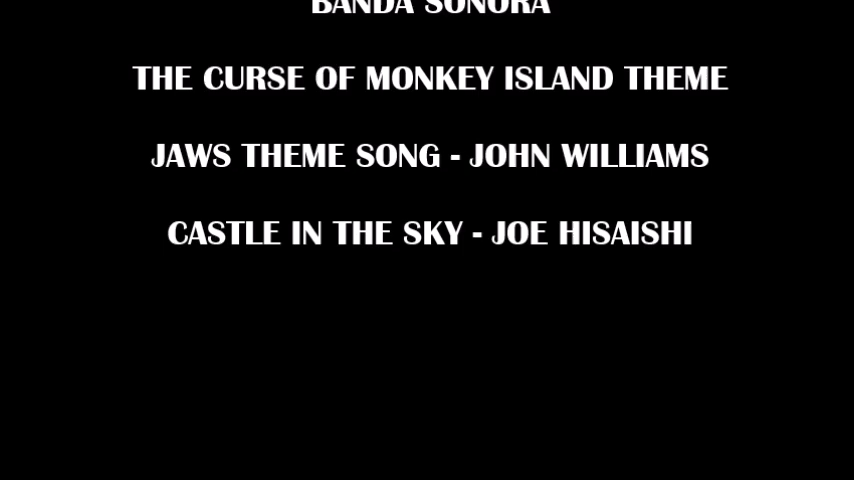 BANDA SONORA
THE CURSE OF MONKEY ISLAND THEME
JAWS THEME SONG - JOHN WILLIAMS
CASTLE IN THE SKY - JOE HISAISHI